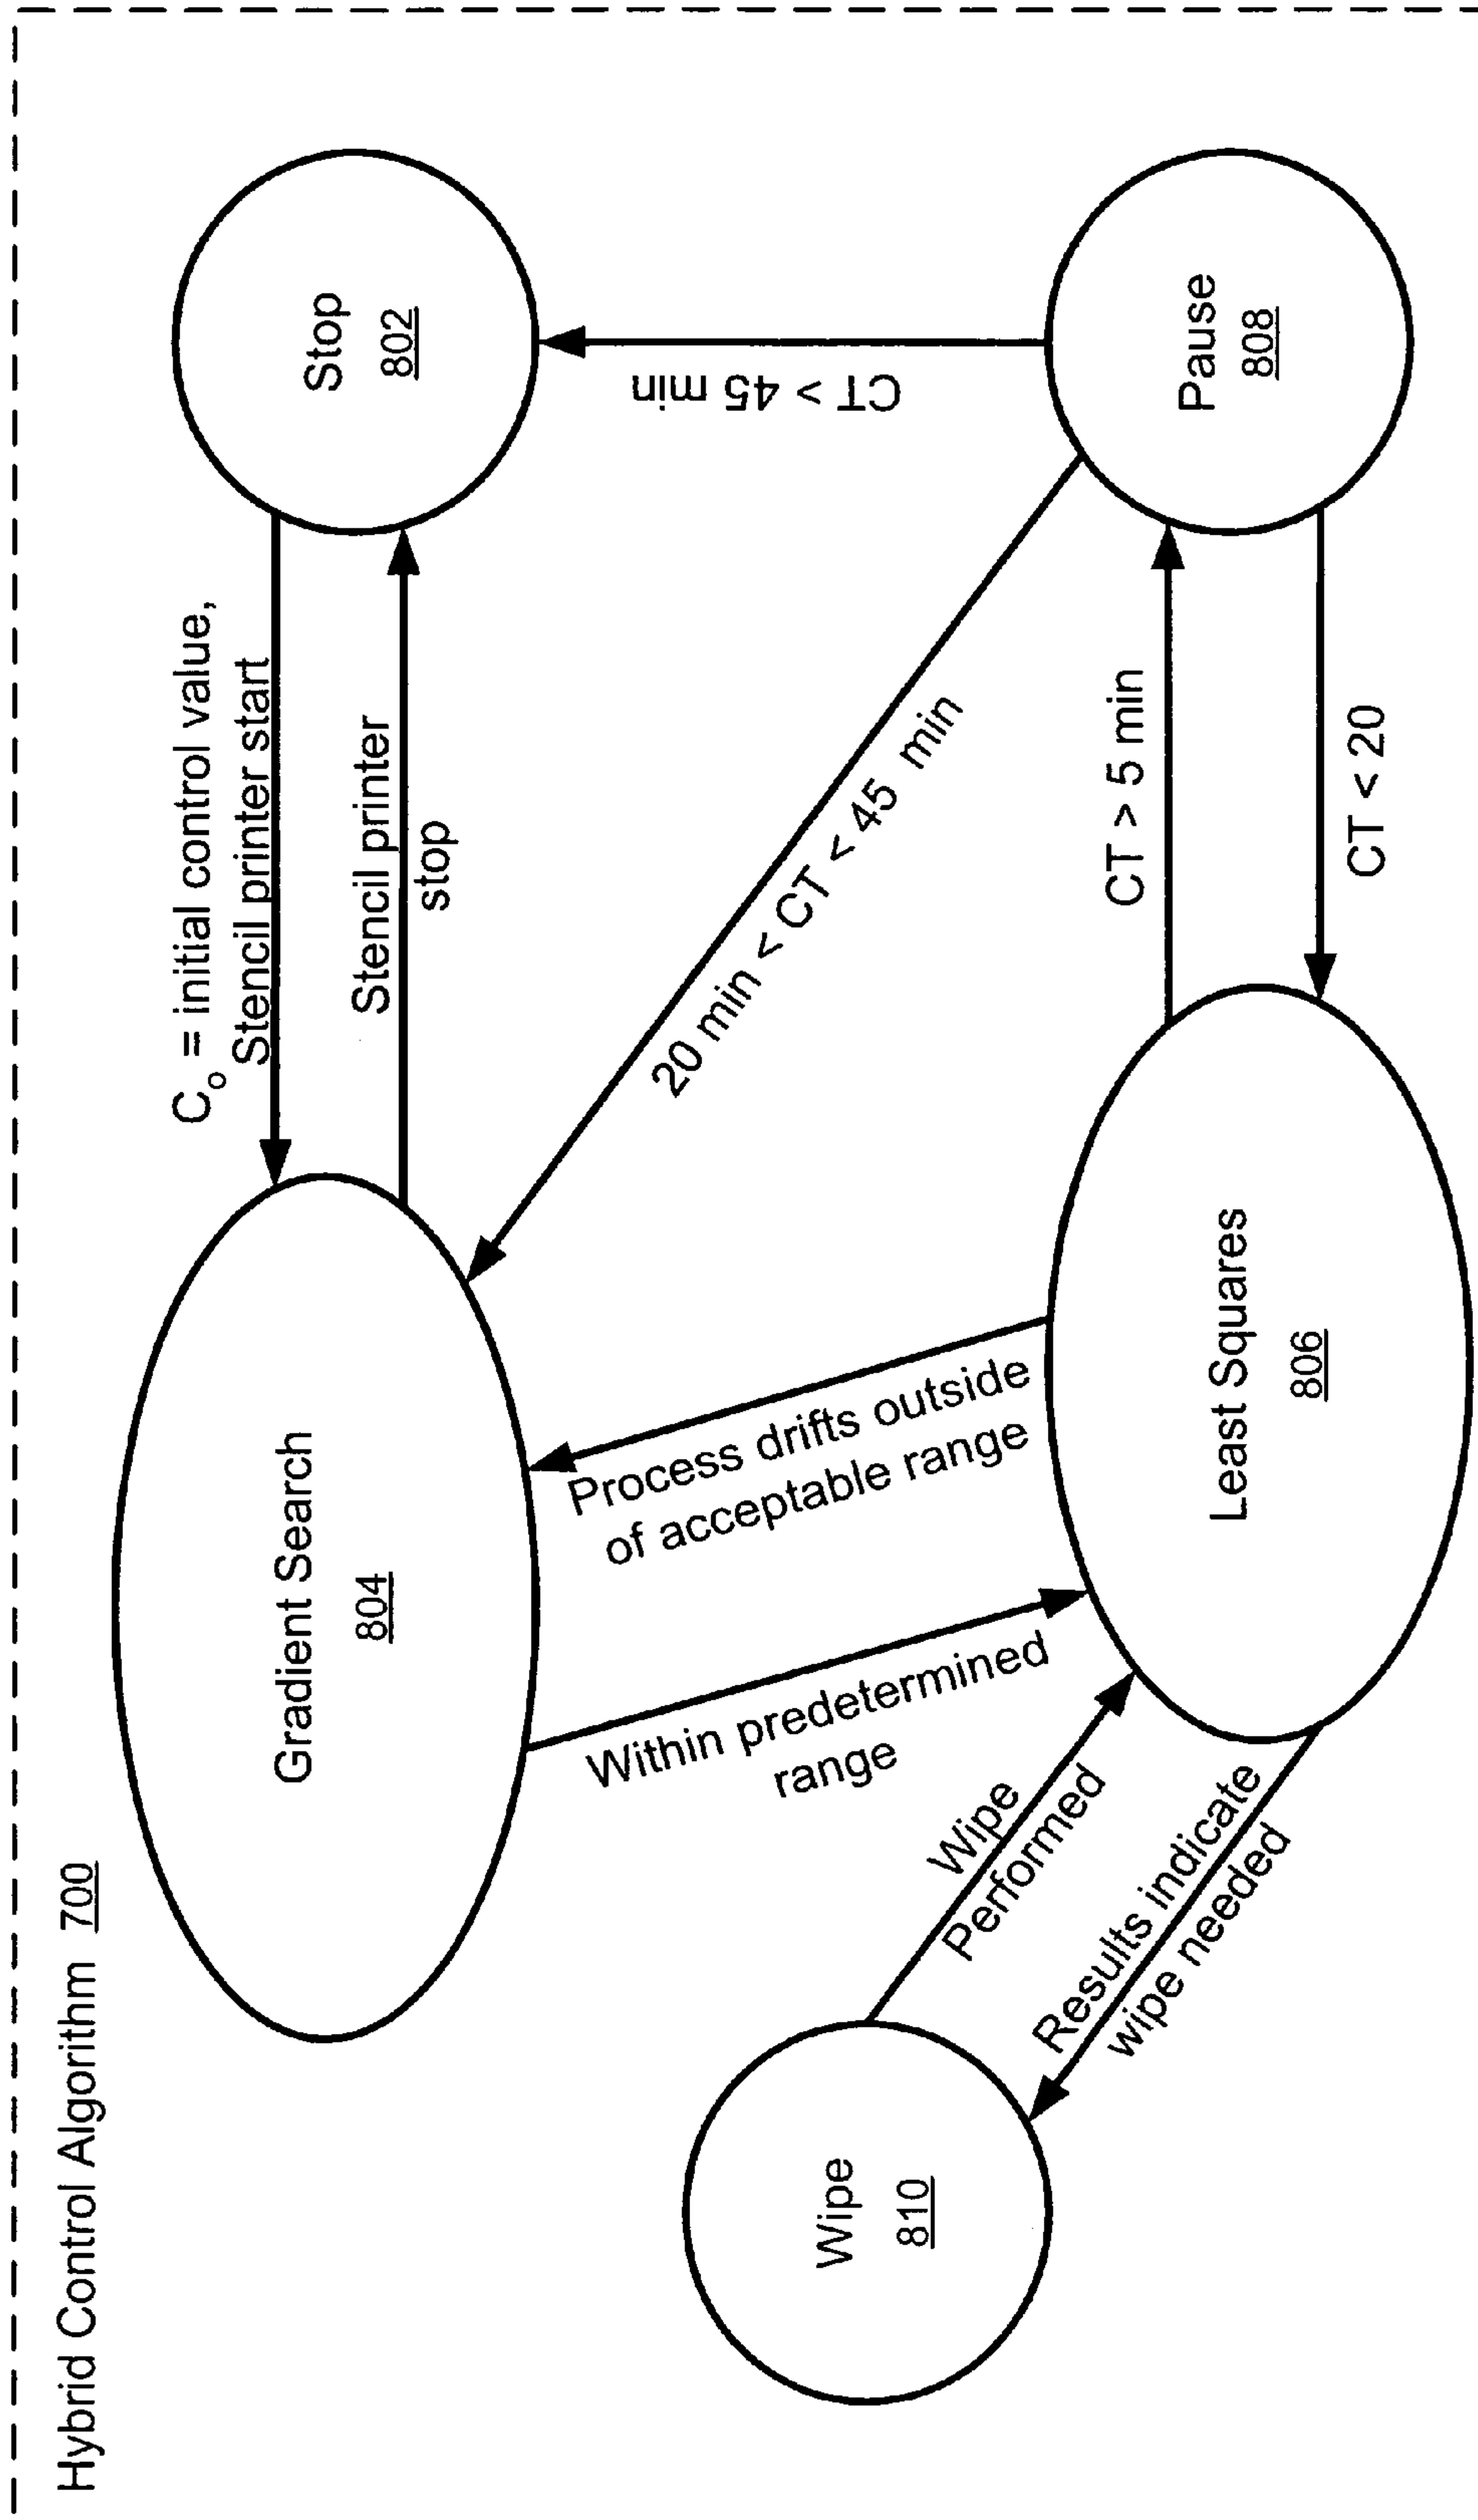 Hybrid Control Algorithm 700
Gradient Search
804
C₀ = initial control value,
Stencil printer start
Stencil printer
stop
Stop
802
20 min < CT < 45 min
CT > 45 min
Process drifts outside
of acceptable range
Within predetermined
range
Wipe
Performed
Results indicate
wipe needed
Wipe
810
Least Squares
806
CT > 5 min
CT < 20
Pause
808